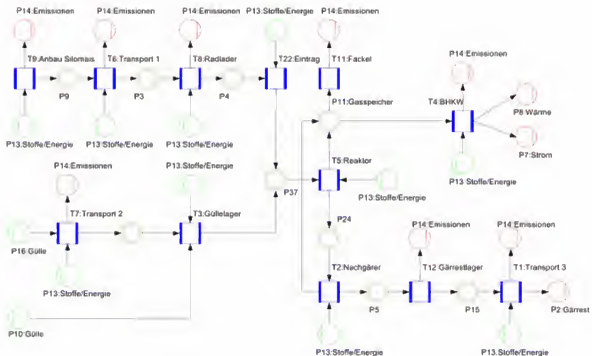 P14:Emissionen P14:Emissionen P14:Emissionen P13:Stoffe/Energie P14:Emissionen
T9:Anbau Silomais T6:Transport 1 T8:Radlader T22:Eintrag T11:Fackel
P14:Emissionen
P9 P3 P4 P11:Gasspeicher T4:BHKW
P8:Wärme
P13:Stoffe/Energie P13:Stoffe/Energie P13:Stoffe/Energie
P7:Strom
P13:Stoffe/Energie
P14:Emissionen T5:Reaktor P13:Stoffe/Energie
P37
T7:Transport 2 T3:Güllelager P13:Stoffe/Energie
P24
P14:Emissionen P14:Emissionen
P16:Gülle
T2:Nachgärer T12:Gärrestlager T1:Transport 3
P13:Stoffe/Energie
P5 P15 P2:Gärrest
P10:Gülle
P13:Stoffe/Energie P13:Stoffe/Energie